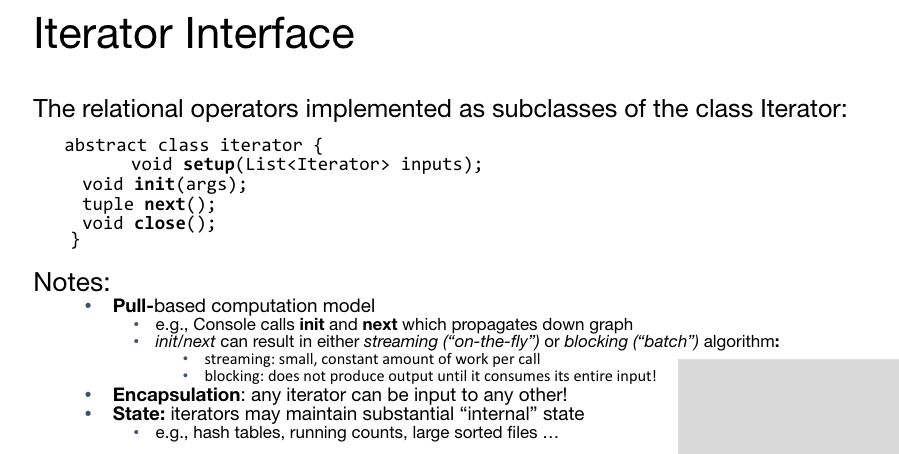 Iterator Interface
The relational operators implemented as subclasses of the class Iterator:
abstract class iterator {
void setup(List<Iterator> inputs);
void init(args);
tuple next();
void close();
}
Notes:
• Pull-based computation model
• e.g., Console calls init and next which propagates down graph
• init/next can result in either streaming (“on-the-fly”) or blocking (“batch”) algorithm:
• streaming: small, constant amount of work per call
• blocking: does not produce output until it consumes its entire input!
• Encapsulation: any iterator can be input to any other!
• State: iterators may maintain substantial “internal” state
• e.g., hash tables, running counts, large sorted files …